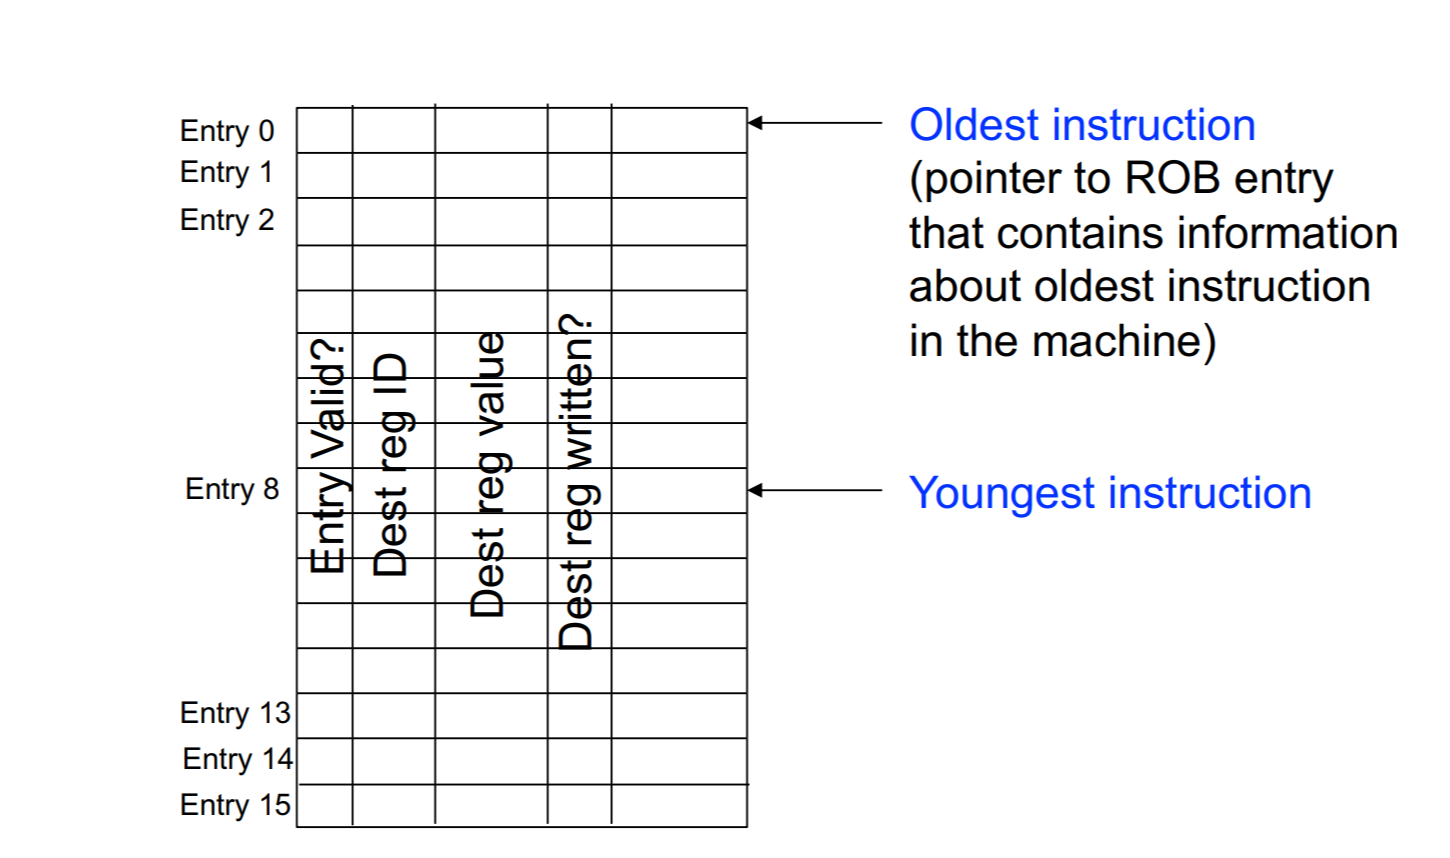 Entry 0
Entry 1
Entry 2
Entry 8
Entry 13
Entry 14
Entry 15
Entry Valid?
Dest reg ID
Dest reg value
Dest reg written?
Oldest instruction
(pointer to ROB entry
that contains information
about oldest instruction
in the machine)
Youngest instruction